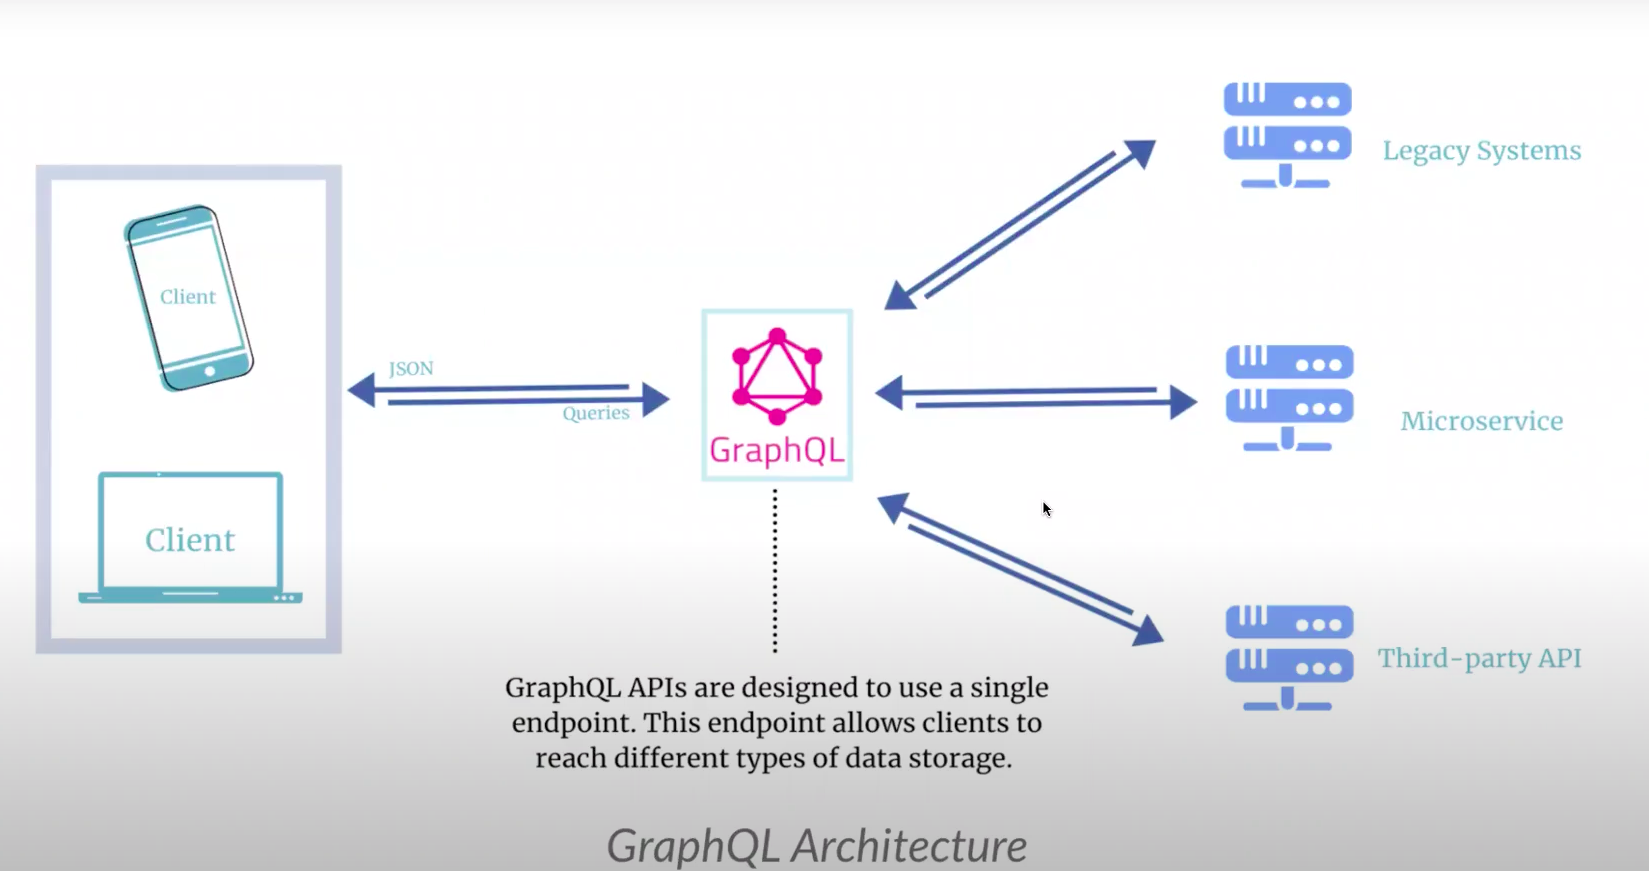 Legacy Systems
Client
JSON
Queries
GraphQL
Microservice
Client
Third-party API
GraphQL APIs are designed to use a single
endpoint. This endpoint allows clients to
reach different types of data storage.
GraphQL Architecture